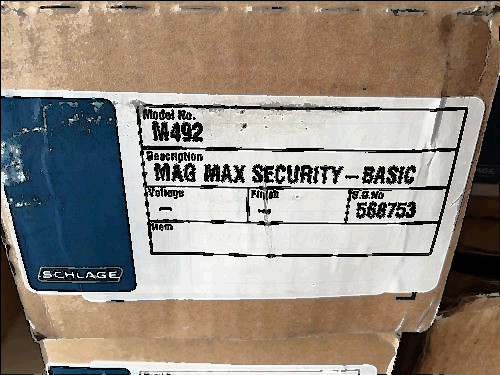 Model No.
M492
Description
MAG MAX SECURITY - BASIC
Voltage
-
Finish
-
S.O. No
568753
Item
SCHLAGE